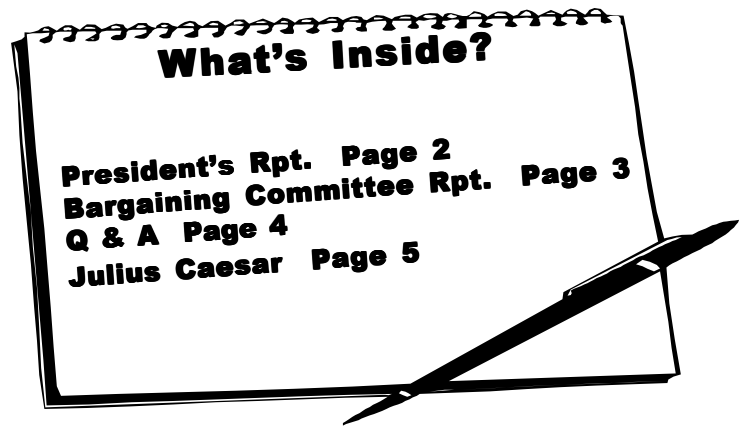 What's Inside?
President's Rpt. Page 2
Bargaining Committee Rpt. Page 3
Q & A Page 4
Julius Caesar Page 5